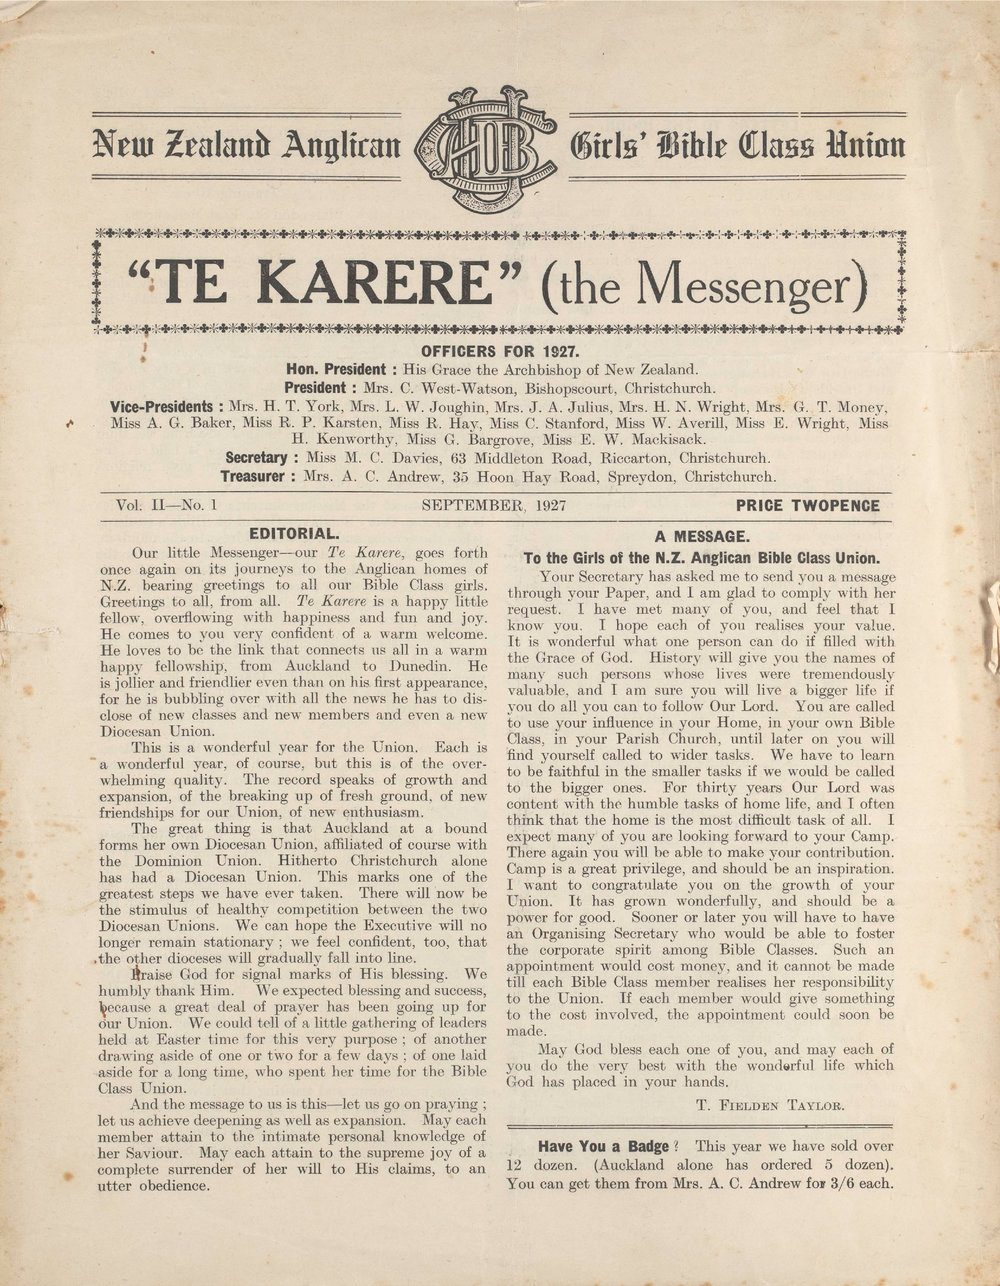 New Zealand Anglican Girls' Bible Class Union
"TE KARERE" (the Messenger)
OFFICERS FOR 1927.
Hon. President : His Grace the Archbishop of New Zealand.
President : Mrs. C. West-Watson, Bishopscourt, Christchurch.
Vice-Presidents : Mrs. H. T. York, Mrs. L. W. Joughin, Mrs. J. A. Julius, Mrs. H. N. Wright, Mrs. G. T. Money,
Miss A. G. Baker, Miss R. P. Karsten, Miss R. Hay, Miss C. Stanford, Miss W. Averill, Miss E. Wright, Miss
H. Kenworthy, Miss G. Bargrove, Miss E. W. Mackisack.
Secretary : Miss M. C. Davies, 63 Middleton Road, Riccarton, Christchurch.
Treasurer : Mrs. A. C. Andrew, 35 Hoon Hay Road, Spreydon, Christchurch.
Vol. II—No. 1 SEPTEMBER, 1927 PRICE TWOPENCE
EDITORIAL.
Our little Messenger—our Te Karere, goes forth
once again on its journeys to the Anglican homes of
N.Z. bearing greetings to all our Bible Class girls.
Greetings to all, from all. Te Karere is a happy little
fellow, overflowing with happiness and fun and joy.
He comes to you very confident of a warm welcome.
He loves to be the link that connects us all in a warm
happy fellowship, from Auckland to Dunedin. He
is jollier and friendlier even than on his first appearance,
for he is bubbling over with all the news he has to dis-
close of new classes and new members and even a new
Diocesan Union.
This is a wonderful year for the Union. Each is
a wonderful year, of course, but this is of the over-
whelming quality. The record speaks of growth and
expansion, of the breaking up of fresh ground, of new
friendships for our Union, of new enthusiasm.
The great thing is that Auckland at a bound
forms her own Diocesan Union, affiliated of course with
the Dominion Union. Hitherto Christchurch alone
has had a Diocesan Union. This marks one of the
greatest steps we have ever taken. There will now be
the stimulus of healthy competition between the two
Diocesan Unions. We can hope the Executive will no
longer remain stationary ; we feel confident, too, that
the other dioceses will gradually fall into line.
Praise God for signal marks of His blessing. We
humbly thank Him. We expected blessing and success,
because a great deal of prayer has been going up for
our Union. We could tell of a little gathering of leaders
held at Easter time for this very purpose ; of another
drawing aside of one or two for a few days ; of one laid
aside for a long time, who spent her time for the Bible
Class Union.
And the message to us is this—let us go on praying ;
let us achieve deepening as well as expansion. May each
member attain to the intimate personal knowledge of
her Saviour. May each attain to the supreme joy of a
complete surrender of her will to His claims, to an
utter obedience.
A MESSAGE.
To the Girls of the N.Z. Anglican Bible Class Union.
Your Secretary has asked me to send you a message
through your Paper, and I am glad to comply with her
request. I have met many of you, and feel that I
know you. I hope each of you realises your value.
It is wonderful what one person can do if filled with
the Grace of God. History will give you the names of
many such persons whose lives were tremendously
valuable, and I am sure you will live a bigger life if
you do all you can to follow Our Lord. You are called
to use your influence in your Home, in your own Bible
Class, in your Parish Church, until later on you will
find yourself called to wider tasks. We have to learn
to be faithful in the smaller tasks if we would be called
to the bigger ones. For thirty years Our Lord was
content with the humble tasks of home life, and I often
think that the home is the most difficult task of all. I
expect many of you are looking forward to your Camp.
There again you will be able to make your contribution.
Camp is a great privilege, and should be an inspiration.
I want to congratulate you on the growth of your
Union. It has grown wonderfully, and should be a
power for good. Sooner or later you will have to have
an Organising Secretary who would be able to foster
the corporate spirit among Bible Classes. Such an
appointment would cost money, and it cannot be made
till each Bible Class member realises her responsibility
to the Union. If each member would give something
to the cost involved, the appointment could soon be
made.
May God bless each one of you, and may each of
you do the very best with the wonderful life which
God has placed in your hands.
T. Fielden Taylor.
Have You a Badge ? This year we have sold over
12 dozen. (Auckland alone has ordered 5 dozen).
You can get them from Mrs. A. C. Andrew for 3/6 each.